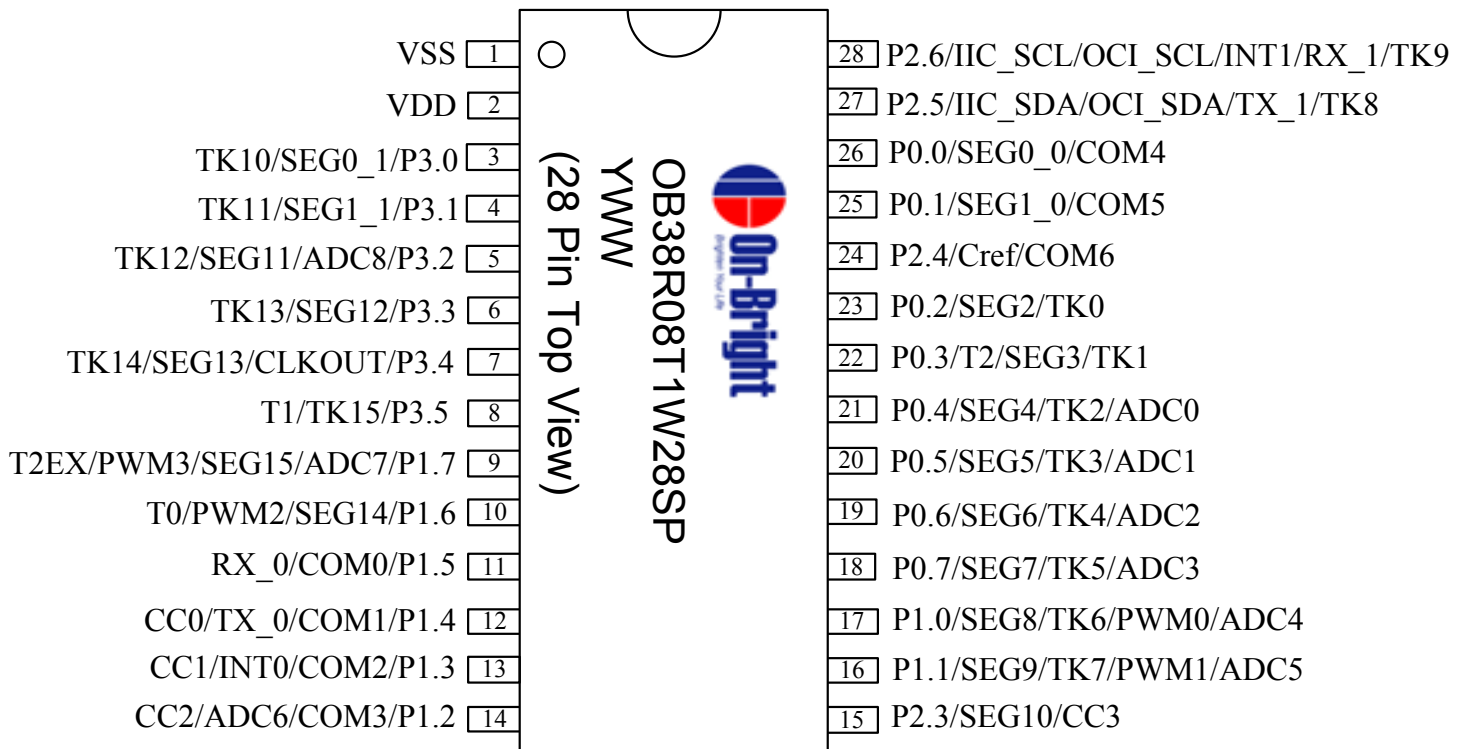 VSS 1
VDD 2
TK10/SEG0_1/P3.0 3
TK11/SEG1_1/P3.1 4
TK12/SEG11/ADC8/P3.2 5
TK13/SEG12/P3.3 6
TK14/SEG13/CLKOUT/P3.4 7
T1/TK15/P3.5 8
T2EX/PWM3/SEG15/ADC7/P1.7 9
T0/PWM2/SEG14/P1.6 10
RX_0/COM0/P1.5 11
CC0/TX_0/COM1/P1.4 12
CC1/INT0/COM2/P1.3 13
CC2/ADC6/COM3/P1.2 14
On-Bright
Brighten Your Life
OB38R08T1W28SP
YWW
(28 Pin Top View)
28 P2.6/IIC_SCL/OCI_SCL/INT1/RX_1/TK9
27 P2.5/IIC_SDA/OCI_SDA/TX_1/TK8
26 P0.0/SEG0_0/COM4
25 P0.1/SEG1_0/COM5
24 P2.4/Cref/COM6
23 P0.2/SEG2/TK0
22 P0.3/T2/SEG3/TK1
21 P0.4/SEG4/TK2/ADC0
20 P0.5/SEG5/TK3/ADC1
19 P0.6/SEG6/TK4/ADC2
18 P0.7/SEG7/TK5/ADC3
17 P1.0/SEG8/TK6/PWM0/ADC4
16 P1.1/SEG9/TK7/PWM1/ADC5
15 P2.3/SEG10/CC3